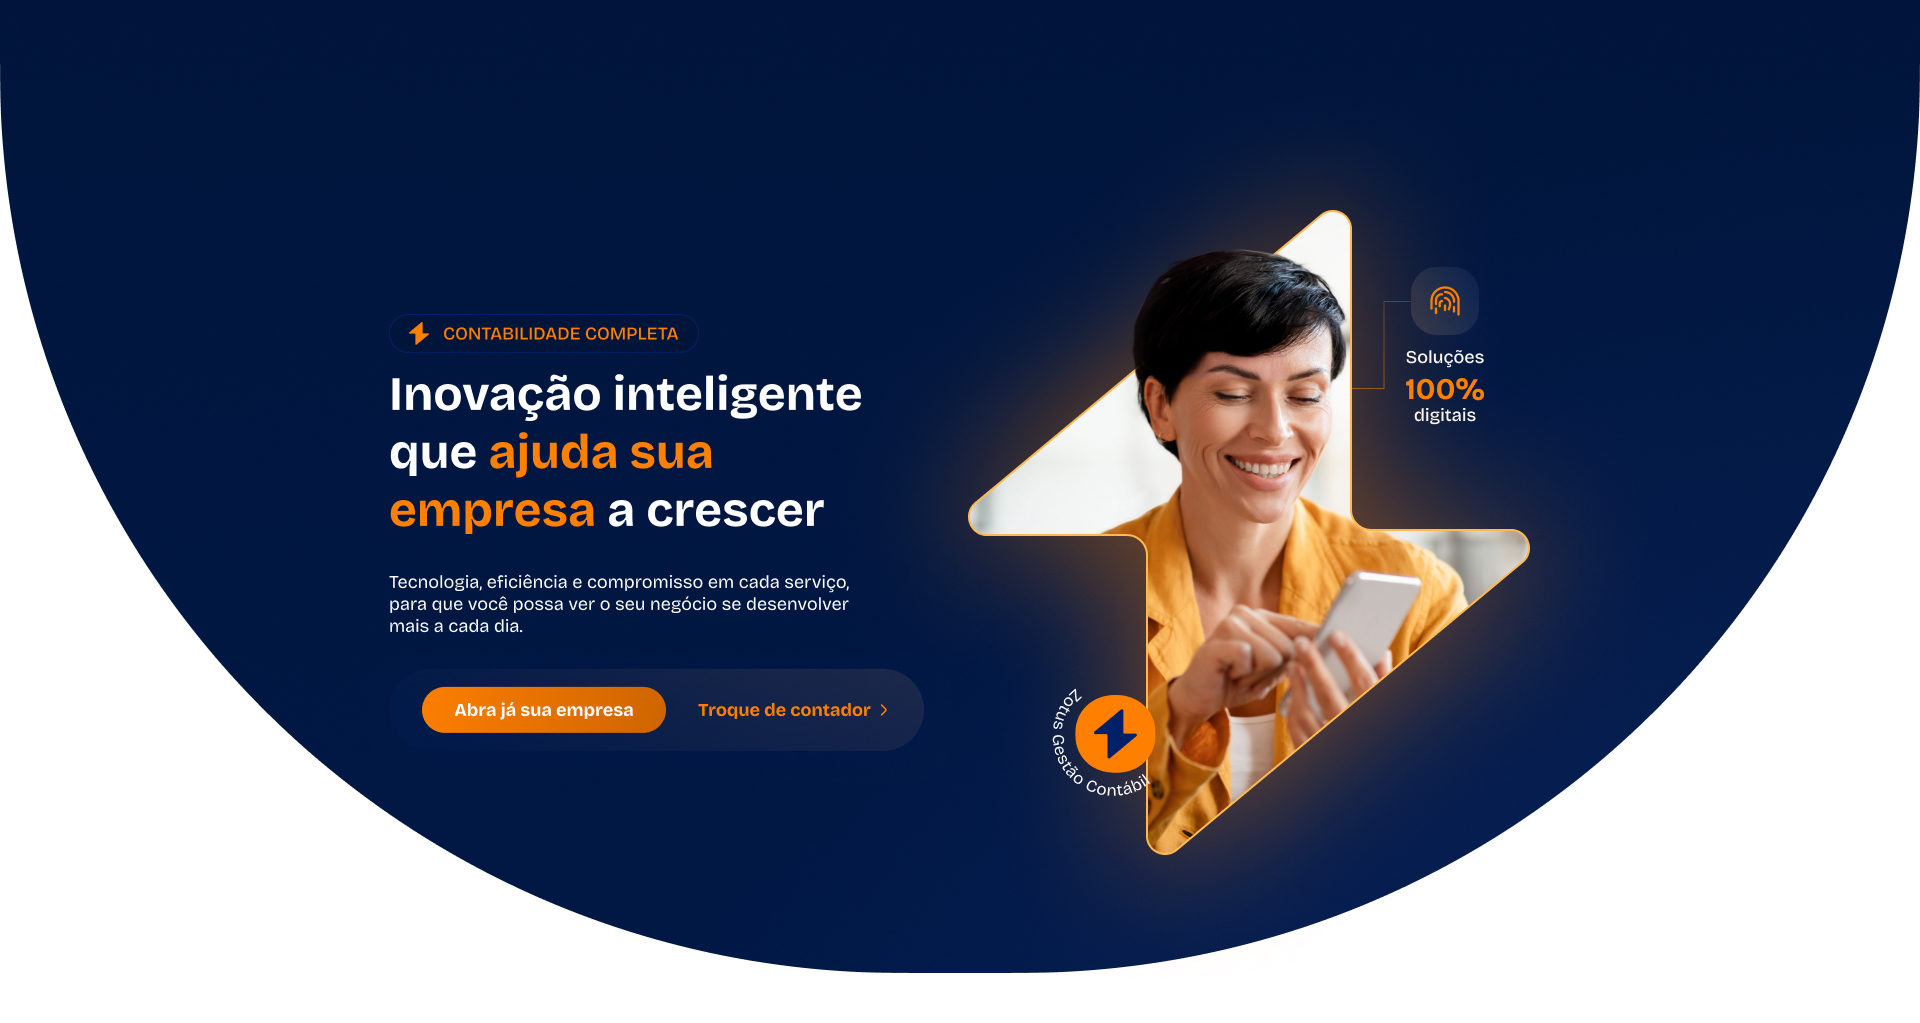 CONTABILIDADE COMPLETA
Inovação inteligente
que ajuda sua
empresa a crescer
Tecnologia, eficiência e compromisso em cada serviço,
para que você possa ver o seu negócio se desenvolver
mais a cada dia.
Abra já sua empresa
Troque de contador
Soluções
100%
digitais
Zotus Gestão Contábil